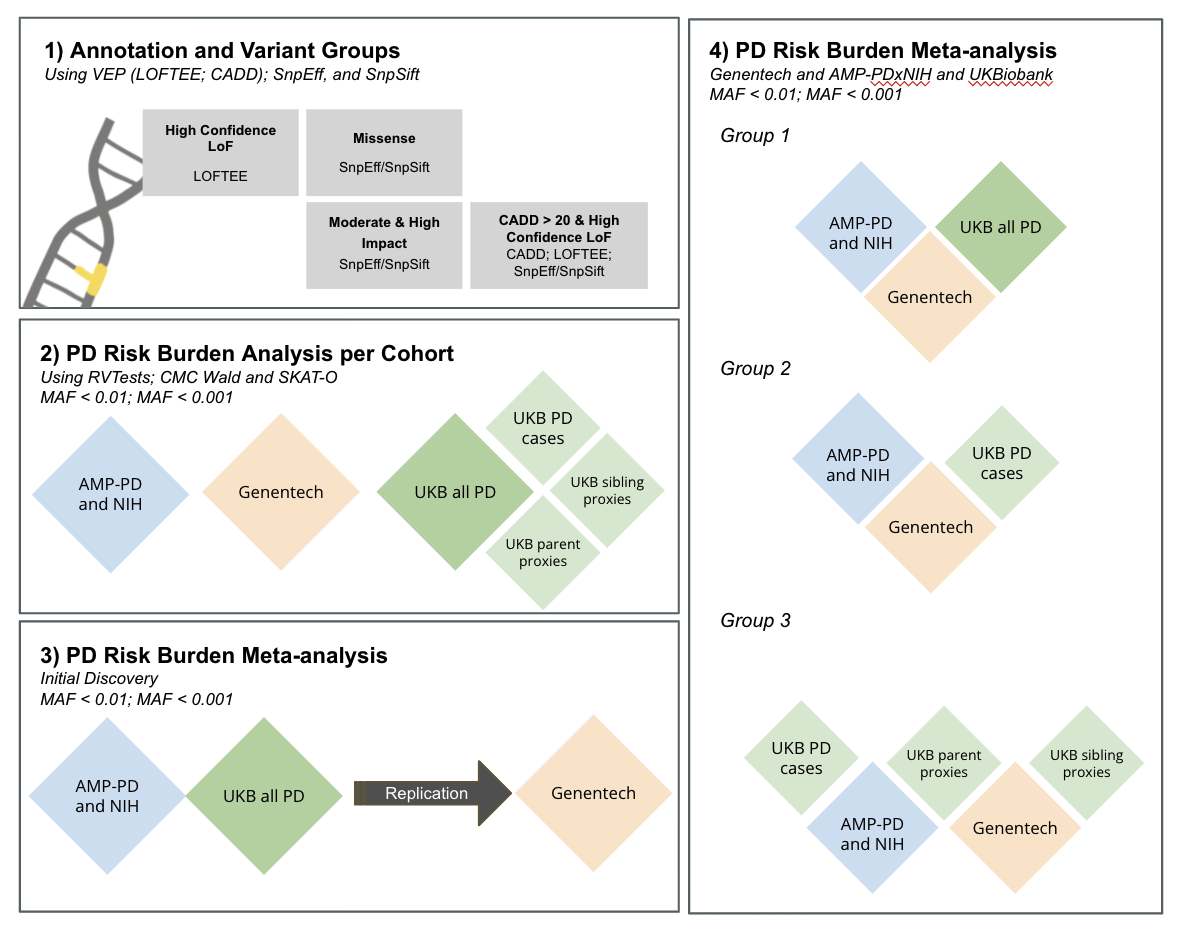 1) Annotation and Variant Groups
Using VEP (LOFTEE; CADD); SnpEff, and SnpSift
High Confidence
LoF
LOFTEE
Missense
SnpEff/SnpSift
Moderate & High
Impact
SnpEff/SnpSift
CADD > 20 & High
Confidence LoF
CADD; LOFTEE;
SnpEff/SnpSift
2) PD Risk Burden Analysis per Cohort
Using RVTests; CMC Wald and SKAT-O
MAF < 0.01; MAF < 0.001
AMP-PD
and NIH
Genentech
UKB all PD
UKB PD
cases
UKB sibling
proxies
UKB parent
proxies
3) PD Risk Burden Meta-analysis
Initial Discovery
MAF < 0.01; MAF < 0.001
AMP-PD
and NIH
UKB all PD
Replication
Genentech
4) PD Risk Burden Meta-analysis
Genentech and AMP-PDxNIH and UKBiobank
MAF < 0.01; MAF < 0.001
Group 1
AMP-PD
and NIH
UKB all PD
Genentech
Group 2
AMP-PD
and NIH
UKB PD
cases
Genentech
Group 3
UKB PD
cases
UKB parent
proxies
UKB sibling
proxies
AMP-PD
and NIH
Genentech